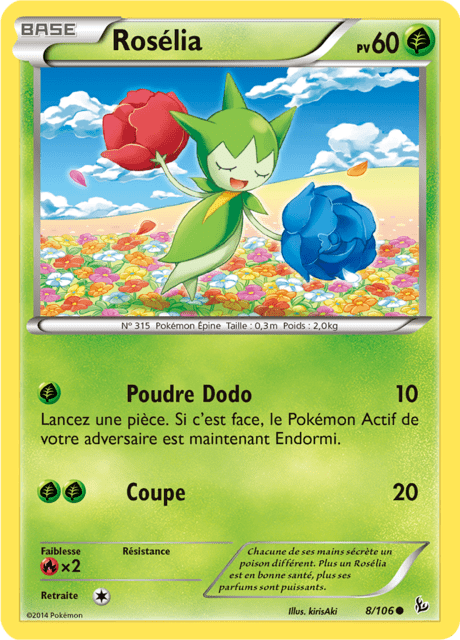 BASE Rosélia PV60
N° 315 Pokémon Épine Taille : 0,3m Poids : 2,0kg
Poudre Dodo 10
Lancez une pièce. Si c'est face, le Pokémon Actif de
votre adversaire est maintenant Endormi.
Coupe 20
Faiblesse Résistance
×2
Retraite
Chacune de ses mains sécrète un
poison différent. Plus un Rosélia
est en bonne santé, plus ses
parfums sont puissants.
©2014 Pokémon Illus. kirisAki 8/106